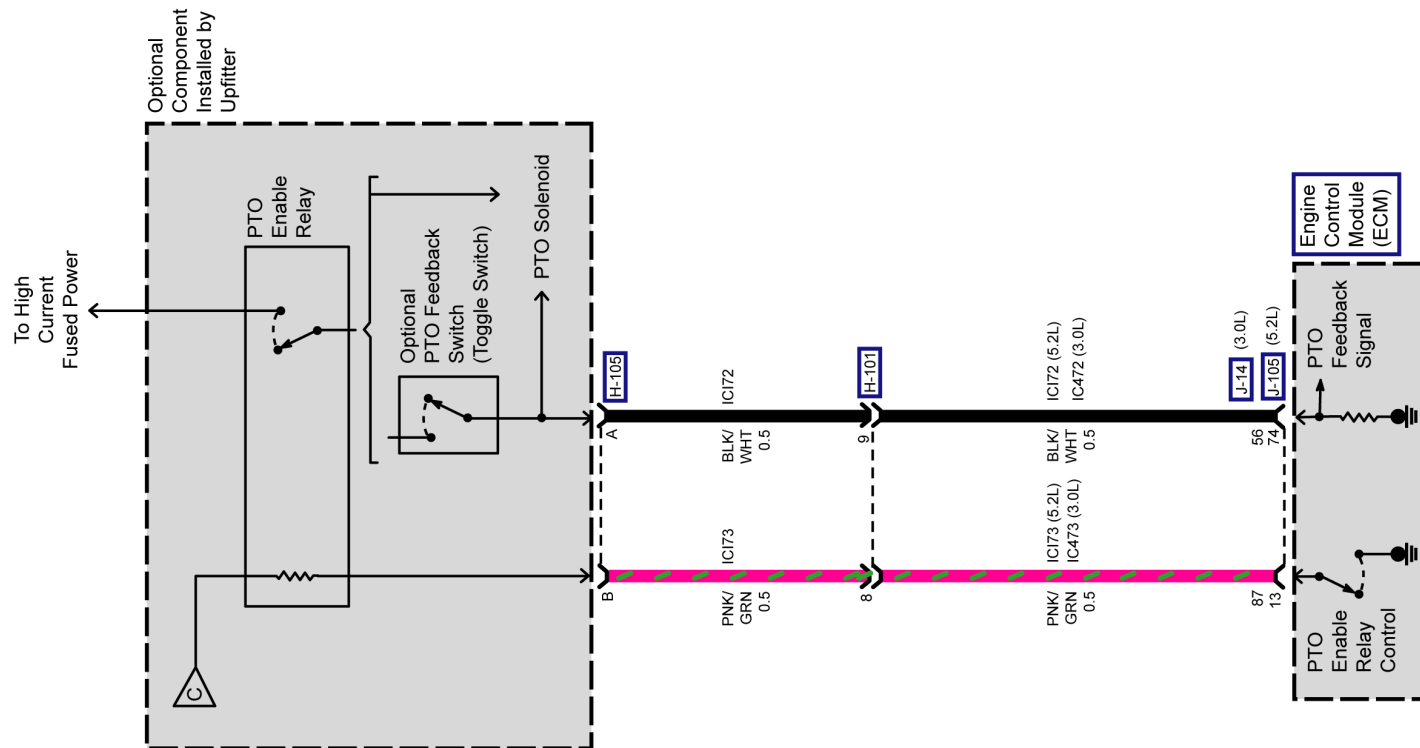 To High
Current
Fused Power
Optional
Component
Installed by
Upfitter
PTO
Enable
Relay
C
Optional
PTO Feedback
Switch
(Toggle Switch)
PTO Solenoid
H-105
A
B
ICI72
BLK/
WHT
0.5
ICI73
PNK/
GRN
0.5
H-101
9
8
ICI72 (5.2L)
IC472 (3.0L)
BLK/
WHT
0.5
ICI73 (5.2L)
IC473 (3.0L)
PNK/
GRN
0.5
J-14 (3.0L)
J-105 (5.2L)
56
74
87
13
Engine
Control
Module
(ECM)
PTO
Feedback
Signal
PTO
Enable
Relay
Control